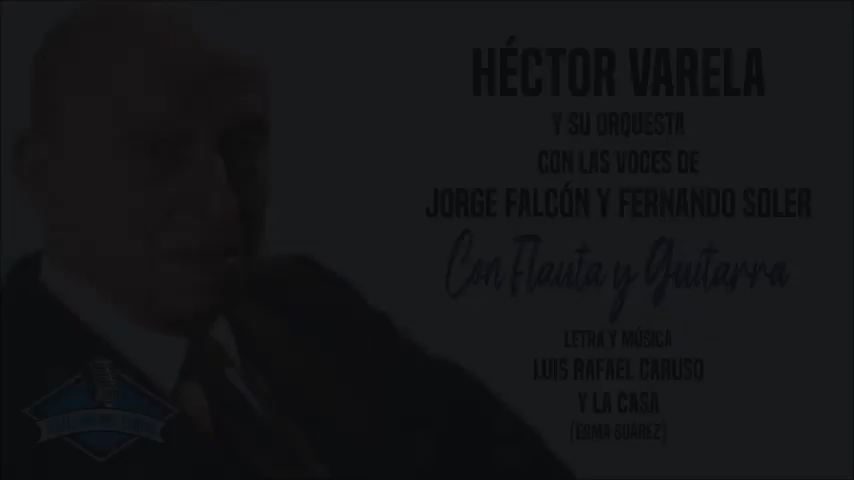 HÉCTOR VARELA
Y SU ORQUESTA
CON LAS VOCES DE
JORGE FALCÓN Y FERNANDO SOLER
Con Flauta y Guitarra
LETRA Y MÚSICA
LUIS RAFAEL CARUSO
Y LA CASA
(ERMA SUÁREZ)